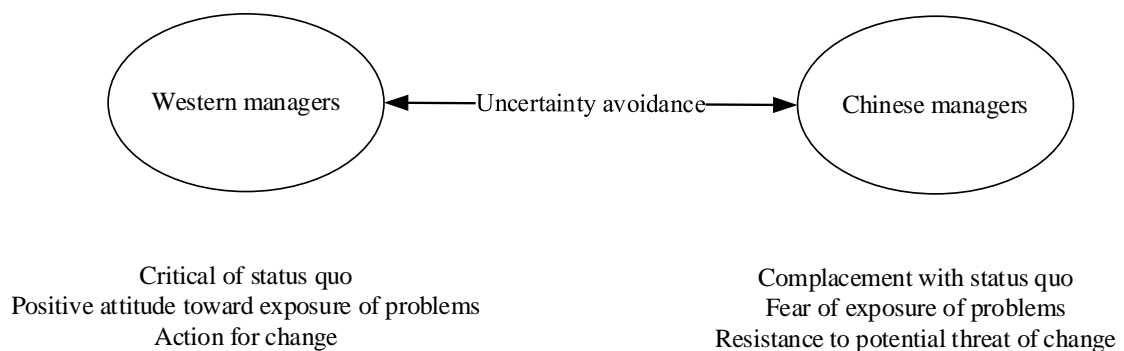 Western managers
Uncertainty avoidance
Chinese managers
Critical of status quo
Positive attitude toward exposure of problems
Action for change
Complacement with status quo
Fear of exposure of problems
Resistance to potential threat of change